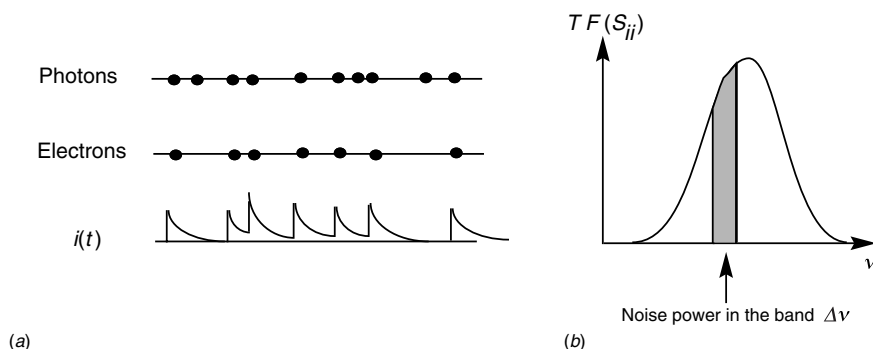 Photons
Electrons
i(t)
(a)
T F(S_ii)
ν
Noise power in the band Δν
(b)